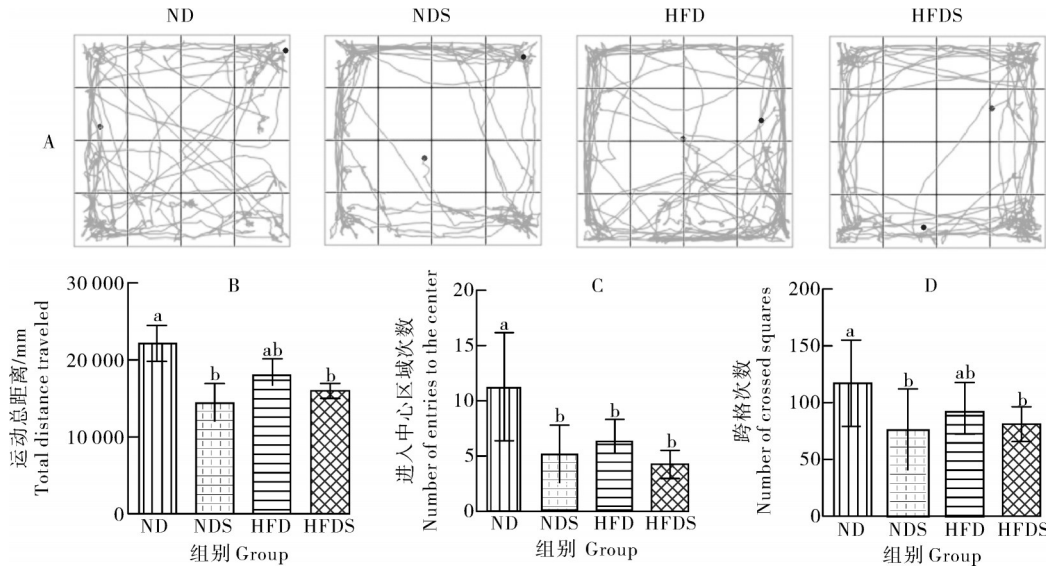 ND NDS HFD HFDS
A
B
运动总距离/mm
Total distance traveled
30 000
20 000
10 000
0
a b ab b
ND NDS HFD HFDS
组别 Group
C
进入中心区域次数
Number of entries to the center
20
15
10
5
0
a b b b
ND NDS HFD HFDS
组别 Group
D
跨格次数
Number of crossed squares
200
150
100
50
0
a b ab b
ND NDS HFD HFDS
组别 Group